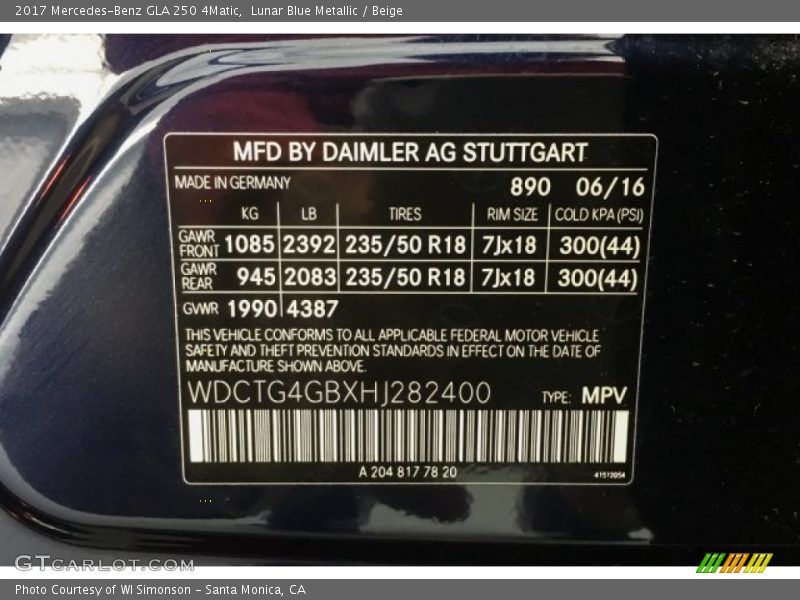 2017 Mercedes-Benz GLA 250 4Matic,  Lunar Blue Metallic / Beige
MFD BY DAIMLER AG STUTTGART
MADE IN GERMANY 890 06/16
KG LB TIRES RIM SIZE COLD KPA (PSI)
GAWR FRONT 1085 2392 235/50 R18 7Jx18 300(44)
GAWR REAR 945 2083 235/50 R18 7Jx18 300(44)
GVWR 1990 4387
THIS VEHICLE CONFORMS TO ALL APPLICABLE FEDERAL MOTOR VEHICLE
SAFETY AND THEFT PREVENTION STANDARDS IN EFFECT ON THE DATE OF
MANUFACTURE SHOWN ABOVE.
WDCTG4GBXHJ282400 TYPE: MPV
A 204 817 78 20 41512054
GTCARLOT.COM
Photo Courtesy of WI Simonson - Santa Monica, CA